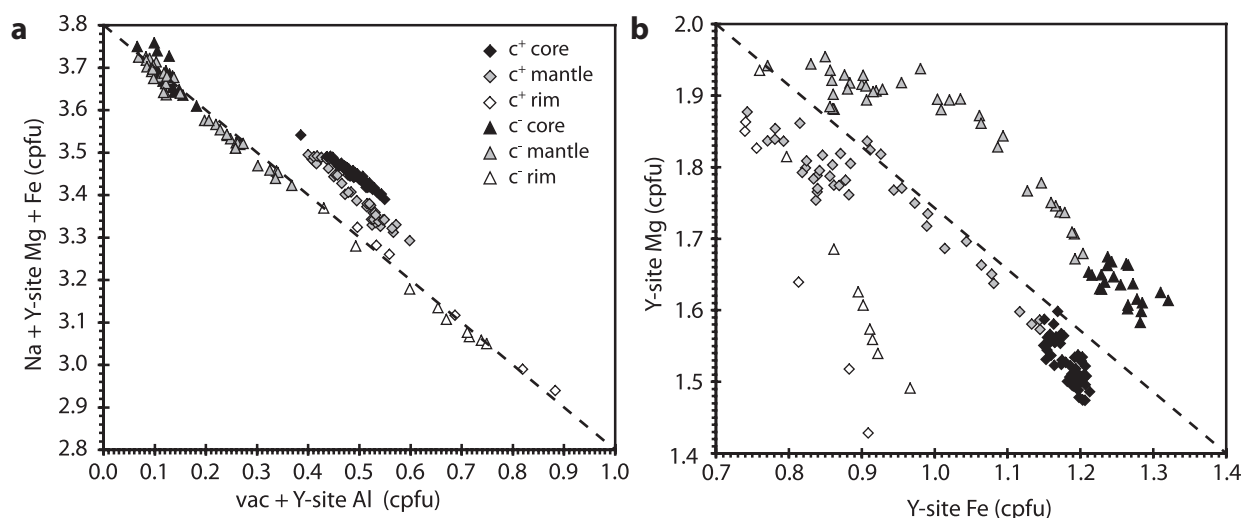 a
3.8
3.7
3.6
3.5
3.4
3.3
3.2
3.1
3.0
2.9
2.8
Na + Y-site Mg + Fe (cpfu)
0.0 0.1 0.2 0.3 0.4 0.5 0.6 0.7 0.8 0.9 1.0
vac + Y-site Al (cpfu)
c⁺ core
c⁺ mantle
c⁺ rim
c⁻ core
c⁻ mantle
c⁻ rim
b
2.0
1.9
1.8
1.7
1.6
1.5
1.4
Y-site Mg (cpfu)
0.7 0.8 0.9 1.0 1.1 1.2 1.3 1.4
Y-site Fe (cpfu)